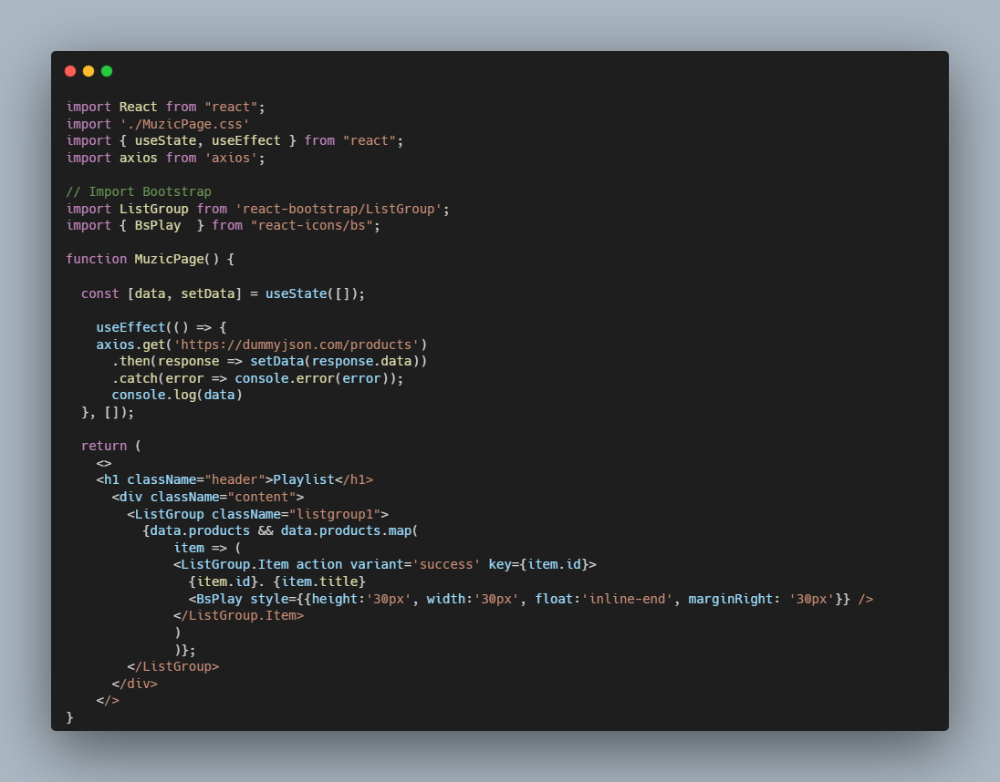 import React from "react";
import './MuzicPage.css'
import { useState, useEffect } from "react";
import axios from 'axios';

// Import Bootstrap
import ListGroup from 'react-bootstrap/ListGroup';
import { BsPlay  } from "react-icons/bs";

function MuzicPage() {

  const [data, setData] = useState([]);

    useEffect(() => {
    axios.get('https://dummyjson.com/products')
      .then(response => setData(response.data))
      .catch(error => console.error(error));
      console.log(data)
  }, []);

  return (
    <>
    <h1 className="header">Playlist</h1>
      <div className="content">
        <ListGroup className="listgroup1">
          {data.products && data.products.map(
              item => (
              <ListGroup.Item action variant='success' key={item.id}>
                {item.id}. {item.title}
                <BsPlay style={{height:'30px', width:'30px', float:'inline-end', marginRight: '30px'}} />
              </ListGroup.Item>
              )
              )};
        </ListGroup>
      </div>
    </>
}